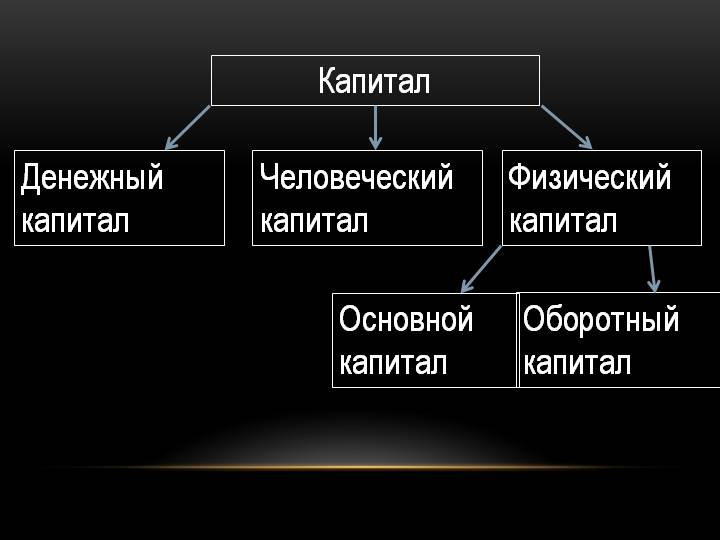 Капитал
Денежный
капитал
Человеческий
капитал
Физический
капитал
Основной
капитал
Оборотный
капитал